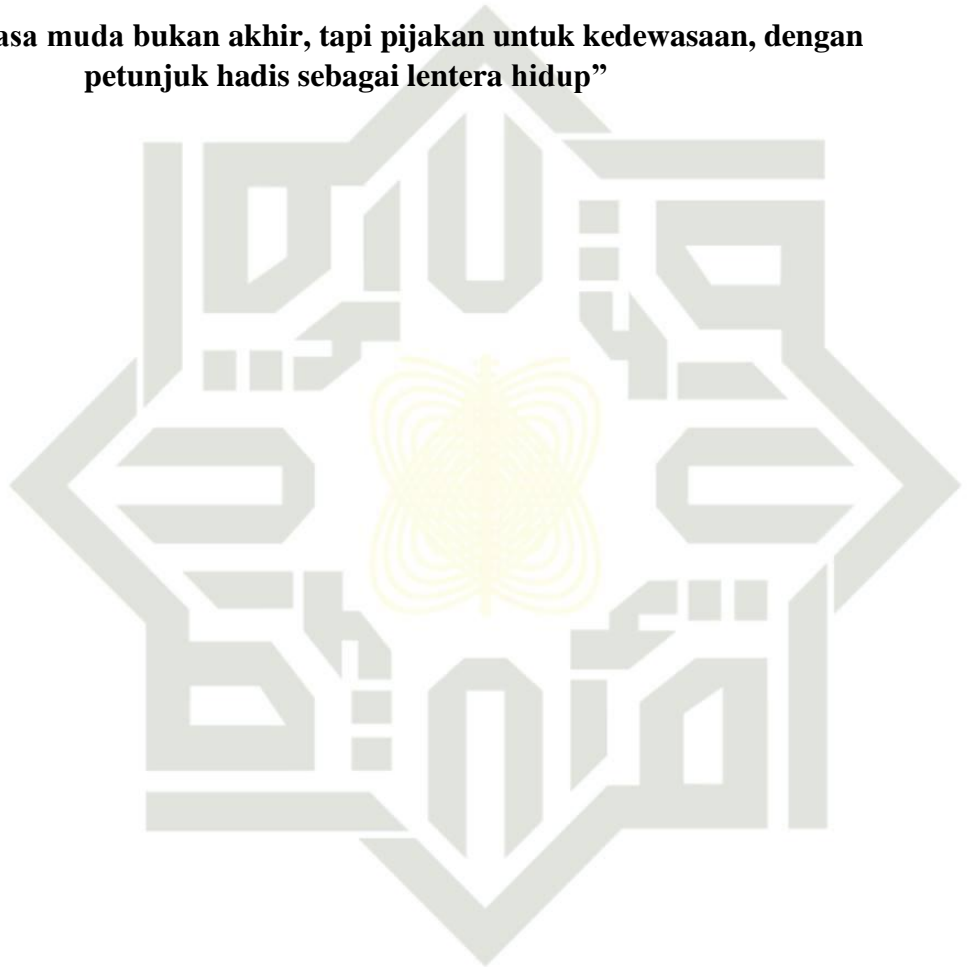 asa muda bukan akhir, tapi pijakan untuk kedewasaan, dengan
petunjuk hadis sebagai lentera hidup”